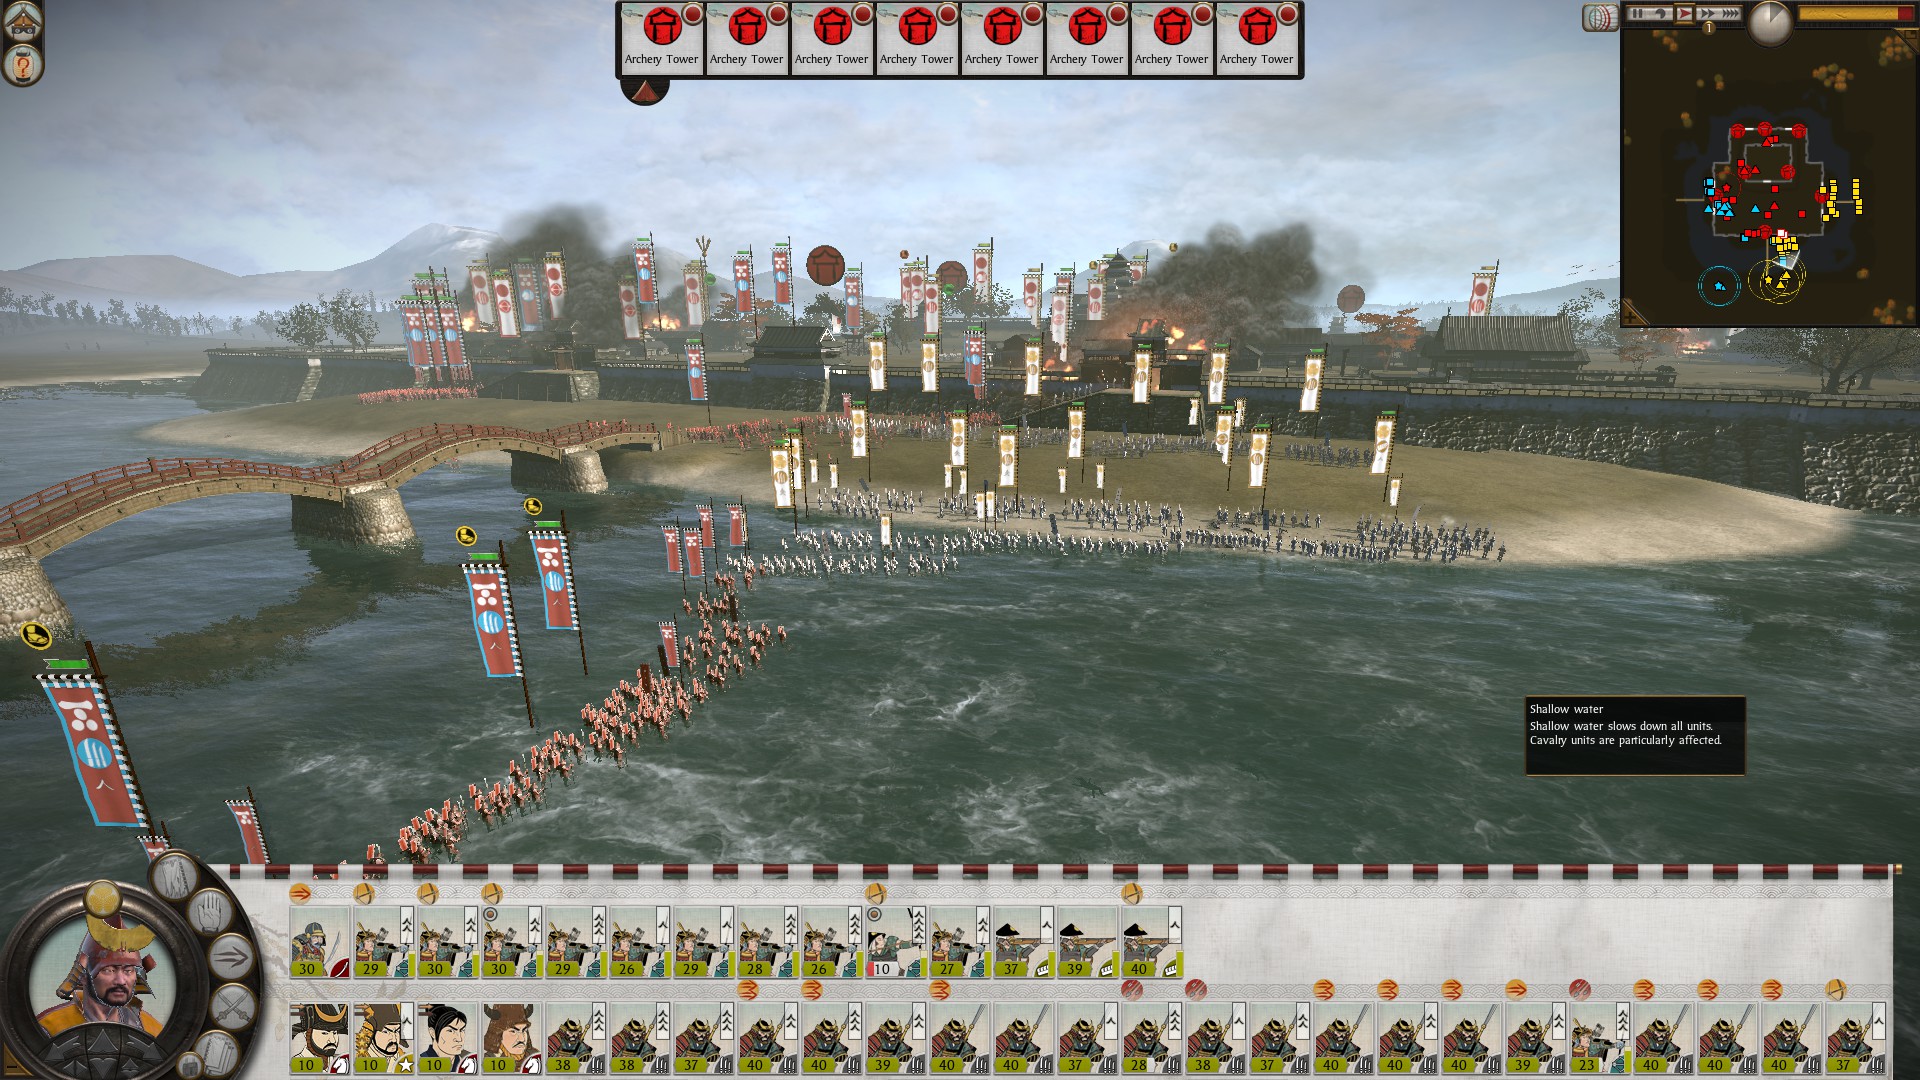 Archery Tower Archery Tower Archery Tower Archery Tower Archery Tower Archery Tower Archery Tower Archery Tower
1
Shallow water
Shallow water slows down all units.
Cavalry units are particularly affected.
30 29 30 30 29 26 29 28 26 10 27 37 39 40
10 10 10 10 38 38 37 40 40 39 40 40 37 28 38 37 40 40 40 39 23 40 40 40 37